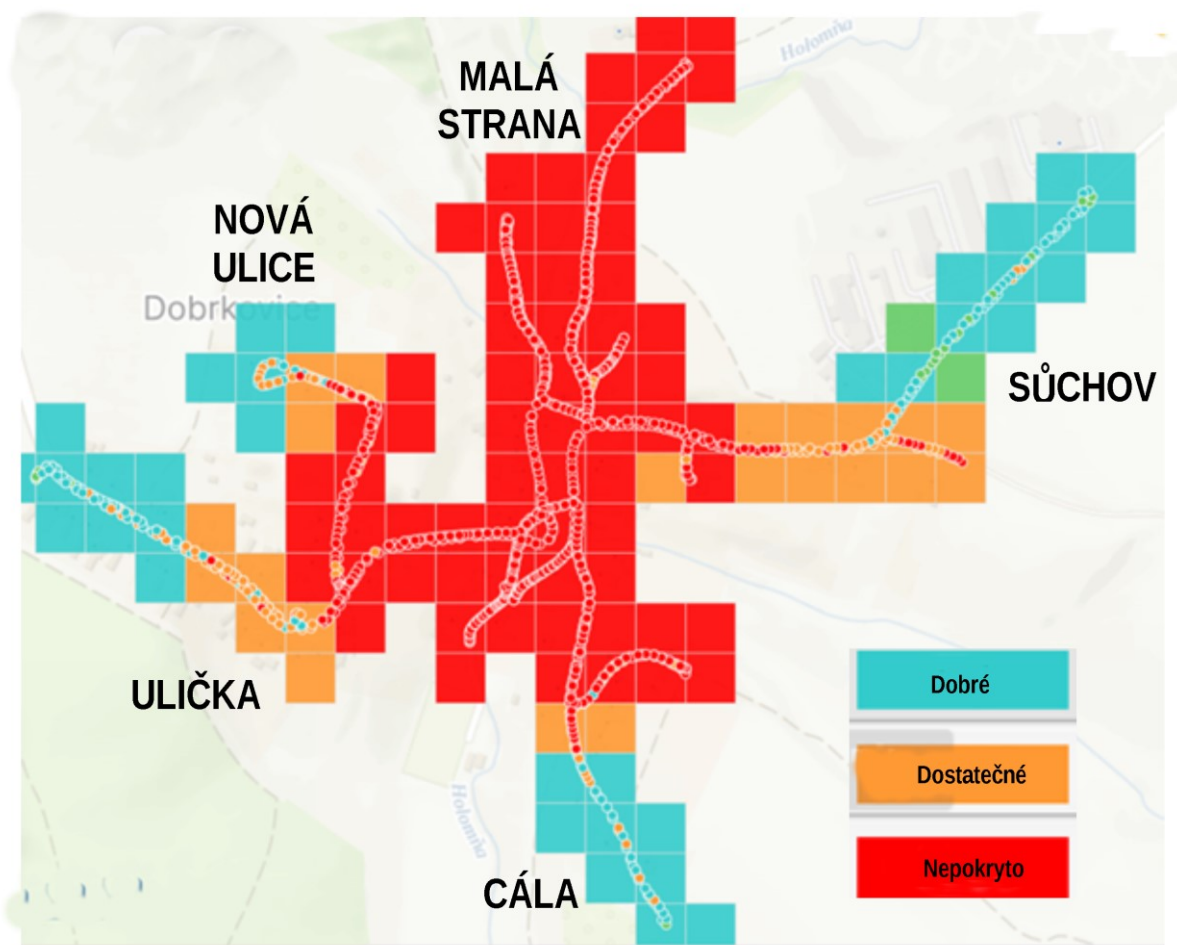 Holomňa
MALÁ
STRANA
NOVÁ
ULICE
Dobrkovice
SŮCHOV
ULIČKA
Dobré
Dostatečné
Holomňa
Nepokryto
CÁLA